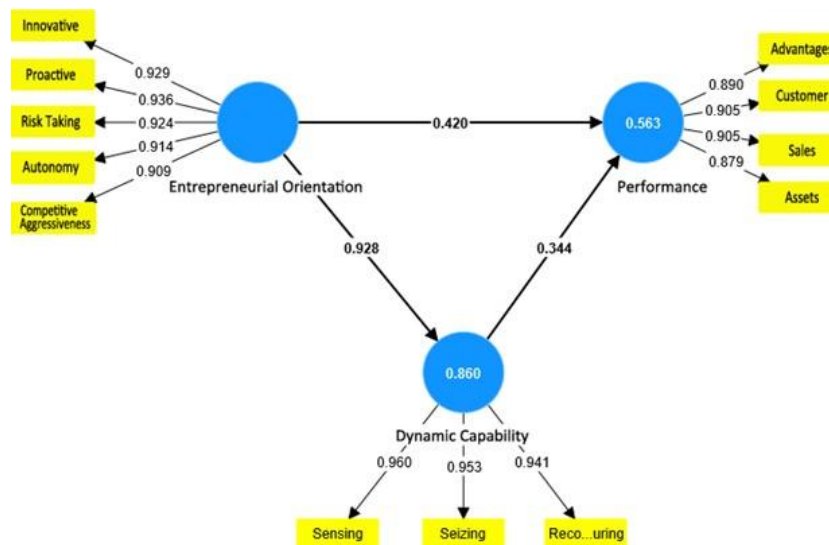 Innovative
Proactive
Risk Taking
Autonomy
Competitive
Aggressiveness
0.929
0.936
0.924
0.914
0.909
Entrepreneurial Orientation
0.420
0.928
0.344
0.563
Performance
0.890
0.905
0.905
0.879
Advantages
Customer
Sales
Assets
0.860
Dynamic Capability
0.960
0.953
0.941
Sensing
Seizing
Reco...uring